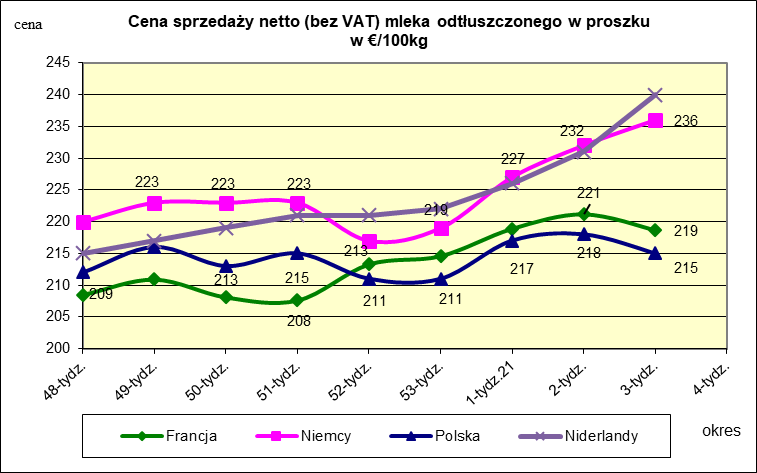 Cena sprzedaży netto (bez VAT) mleka odtłuszczonego w proszku
w €/100kg
cena
245
240
235
230
225
220
215
210
205
200
236
232
227
223
223
223
219
221
219
213
209
213
215
208
211
211
217
218
215
48-tydz.
49-tydz.
50-tydz.
51-tydz.
52-tydz.
53-tydz.
1-tydz.21
2-tydz.
3-tydz.
4-tydz.
Francja Niemcy Polska Niderlandy
okres